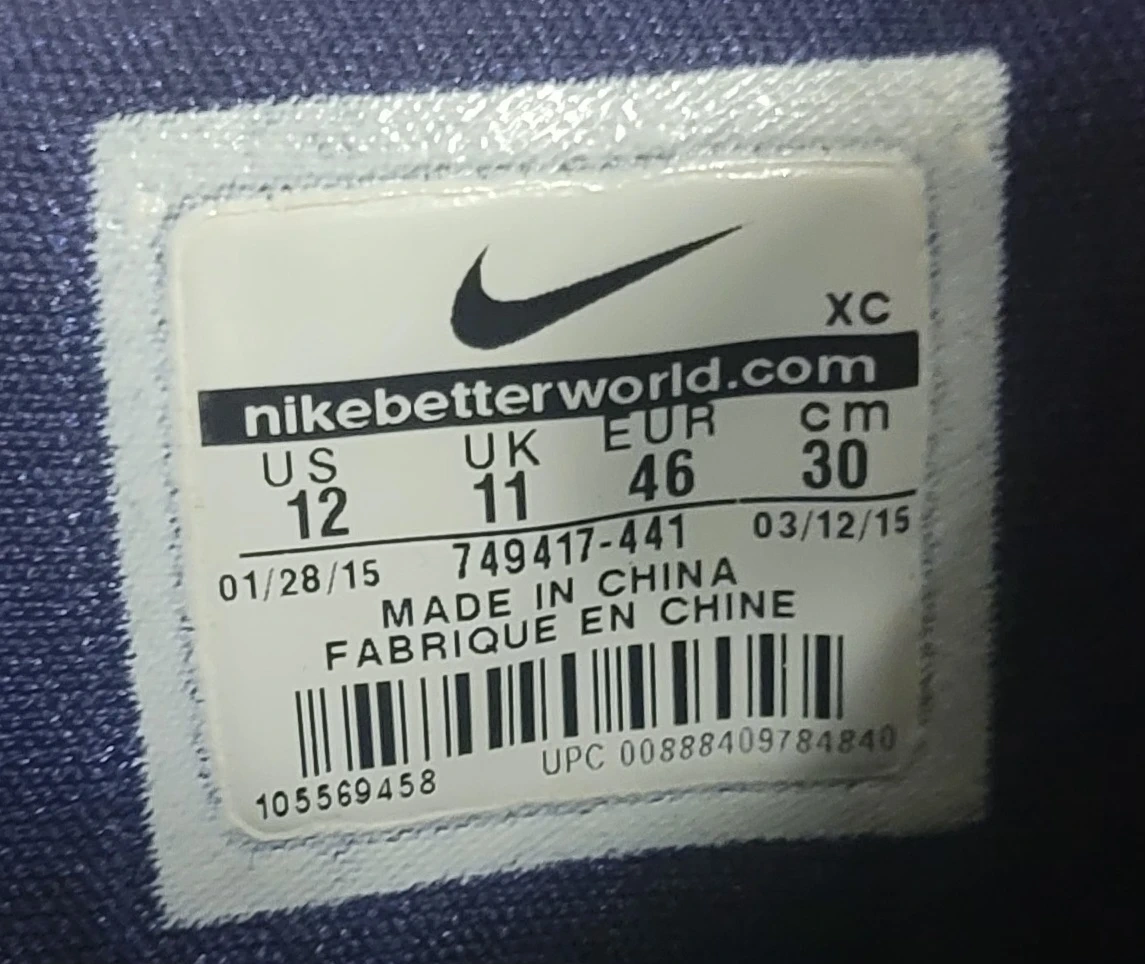 XC
nikebetterworld.com
US UK EUR cm
12 11 46 30
01/28/15 749417-441 03/12/15
MADE IN CHINA
FABRIQUE EN CHINE
UPC 00888409784840
105569458